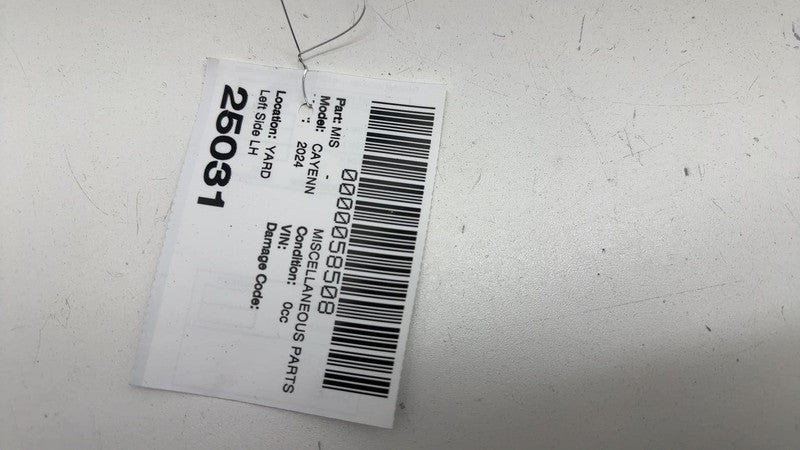 0000058508
Part: MIS - MISCELLANEOUS PARTS
Model: CAYENN Condition: 0cc
: 2024 VIN:
Damage Code:
Location: YARD
Left Side LH
25031